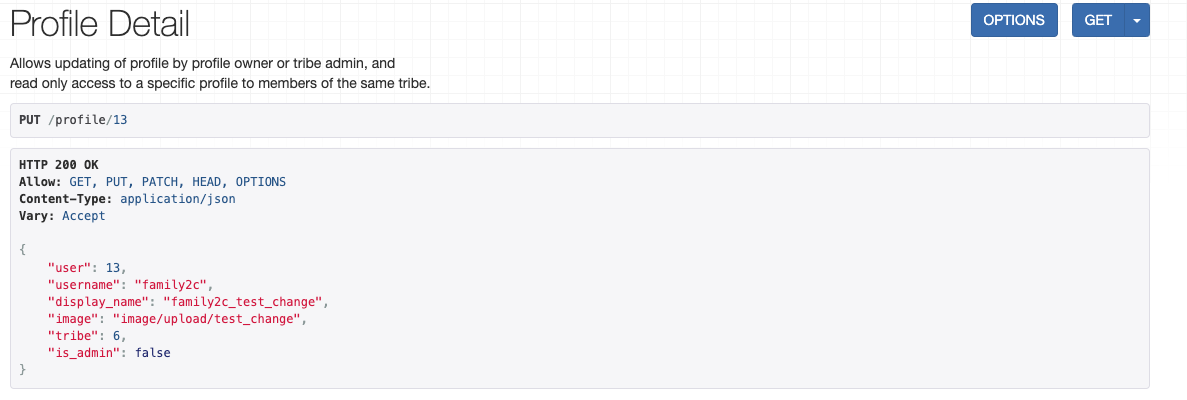 Profile Detail
OPTIONS
GET
Allows updating of profile by profile owner or tribe admin, and
read only access to a specific profile to members of the same tribe.
PUT /profile/13
HTTP 200 OK
Allow: GET, PUT, PATCH, HEAD, OPTIONS
Content-Type: application/json
Vary: Accept
{
    "user": 13,
    "username": "family2c",
    "display_name": "family2c_test_change",
    "image": "image/upload/test_change",
    "tribe": 6,
    "is_admin": false
}